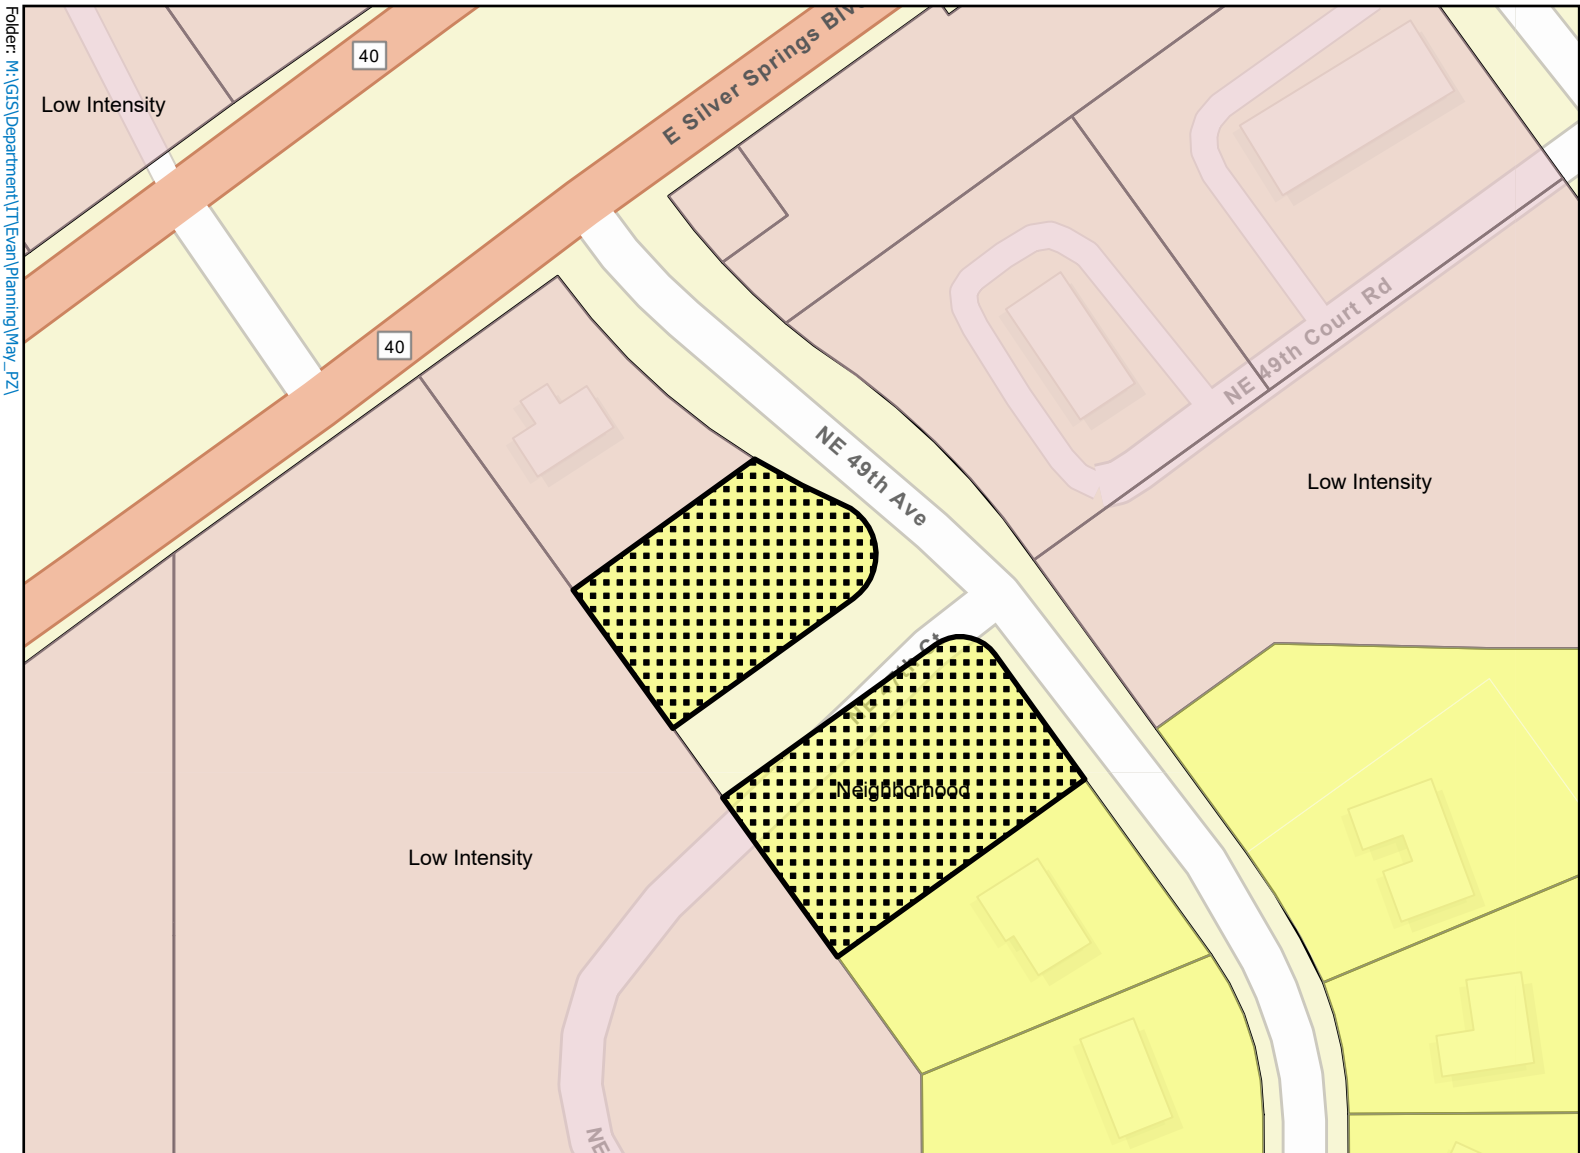 Folder: M:\GIS\Department\IT\Evan\Planning\May_PZ\
40
E Silver Springs Blv
Low Intensity
NE 49th Court Rd
40
NE 49th Ave
Low Intensity
Neighborhood
Low Intensity
NE